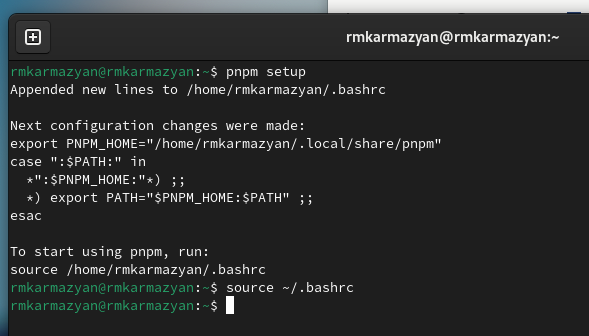 rmkarmazyan@rmkarmazyan:~
rmkarmazyan@rmkarmazyan:~$ pnpm setup
Appended new lines to /home/rmkarmazyan/.bashrc

Next configuration changes were made:
export PNPM_HOME="/home/rmkarmazyan/.local/share/pnpm"
case ":$PATH:" in
  *":$PNPM_HOME:"*) ;;
  *) export PATH="$PNPM_HOME:$PATH" ;;
esac

To start using pnpm, run:
source /home/rmkarmazyan/.bashrc
rmkarmazyan@rmkarmazyan:~$ source ~/.bashrc
rmkarmazyan@rmkarmazyan:~$